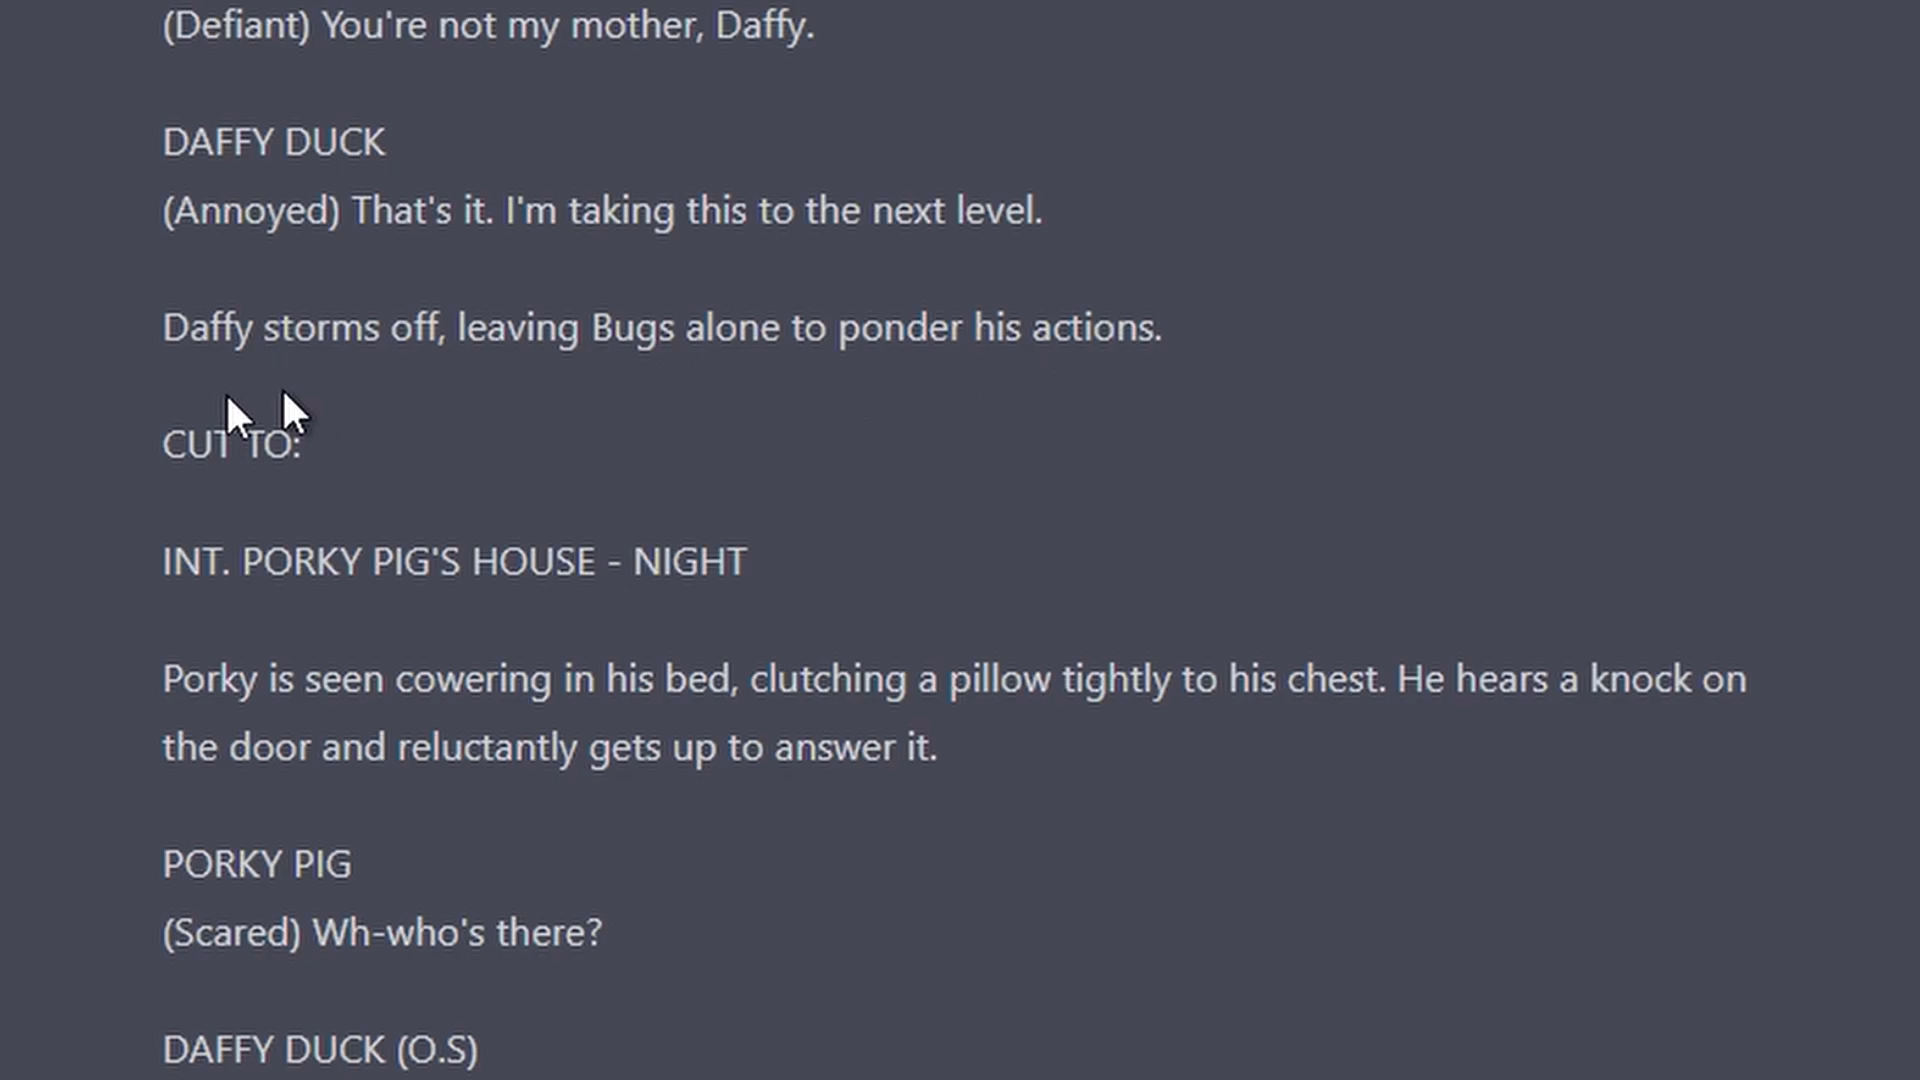 (Defiant) You're not my mother, Daffy.
DAFFY DUCK
(Annoyed) That's it. I'm taking this to the next level.
Daffy storms off, leaving Bugs alone to ponder his actions.
CUT TO:
INT. PORKY PIG'S HOUSE - NIGHT
Porky is seen cowering in his bed, clutching a pillow tightly to his chest. He hears a knock on
the door and reluctantly gets up to answer it.
PORKY PIG
(Scared) Wh-who's there?
DAFFY DUCK (O.S)